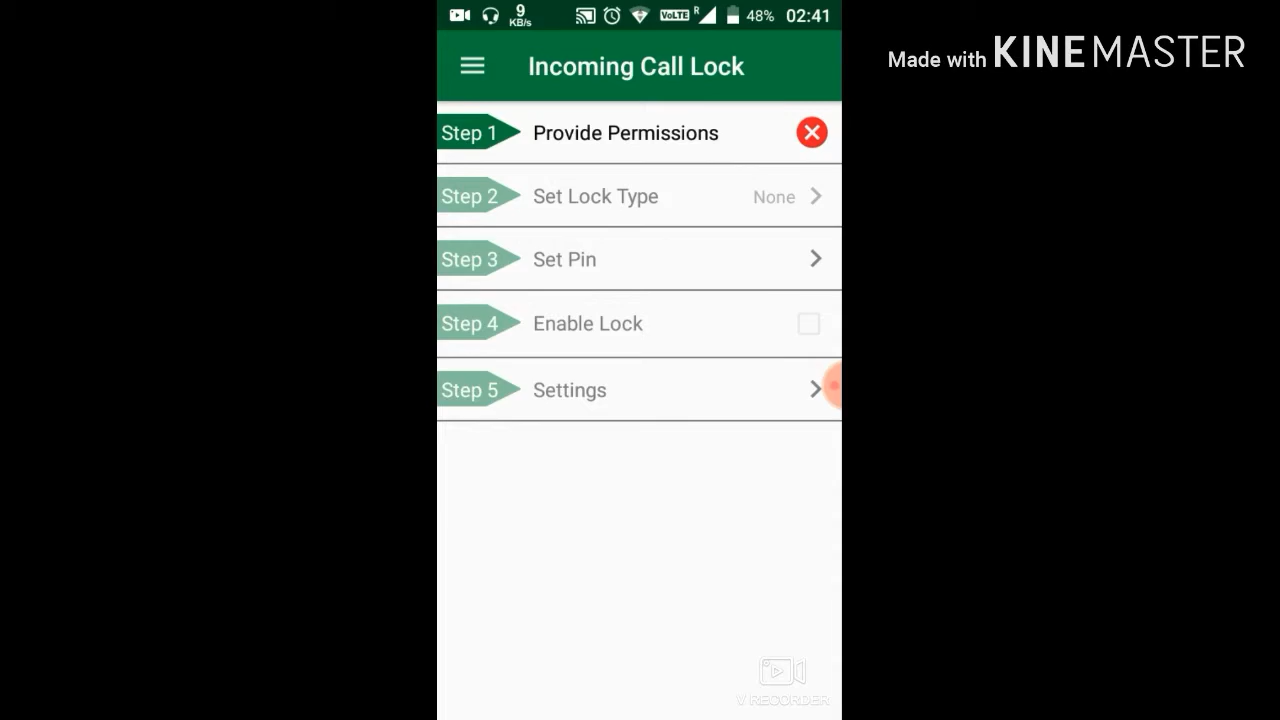 9
KB/s
VoLTE
R
48%
02:41
Made with KINEMASTER
Incoming Call Lock
Step 1
Provide Permissions
Step 2
Set Lock Type
None
Step 3
Set Pin
Step 4
Enable Lock
Step 5
Settings
V RECORDER